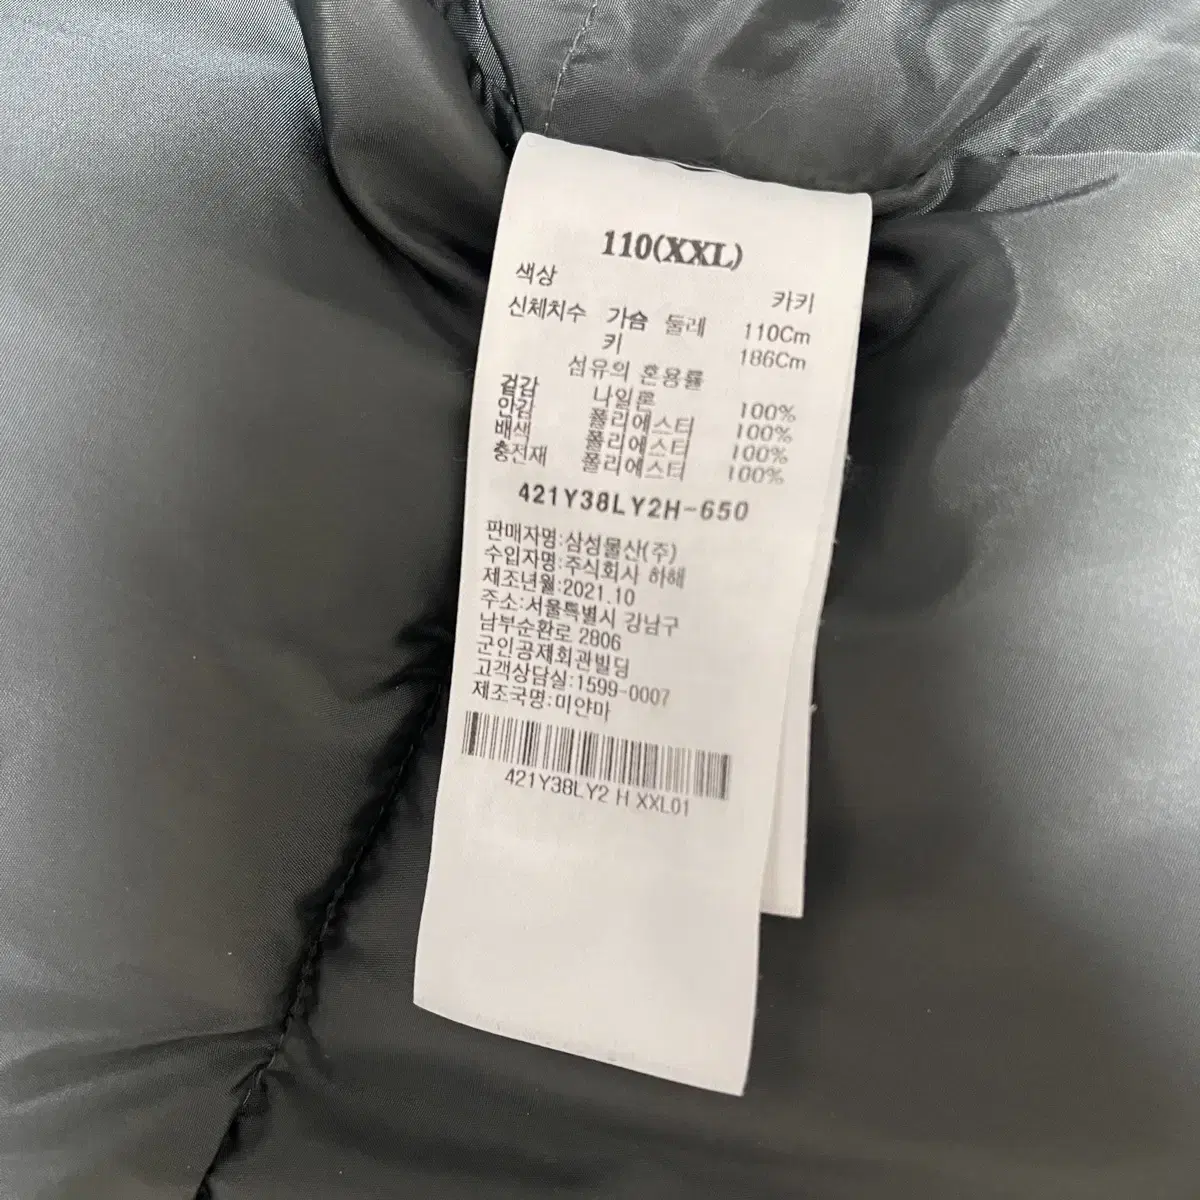 110(XXL)
색상 카키
신체치수 가슴 둘레 110Cm
키 186Cm
섬유의 혼용률
겉감 나일론 100%
안감 폴리에스터 100%
배색 폴리에스터 100%
충전재 폴리에스터 100%
421Y38LY2H-650
판매자명:삼성물산(주)
수입자명:주식회사 하해
제조년월:2021.10
주소:서울특별시 강남구
남부순환로 2806
군인공제회관빌딩
고객상담실:1599-0007
제조국명:미얀마
421Y38LY2 H XXL01